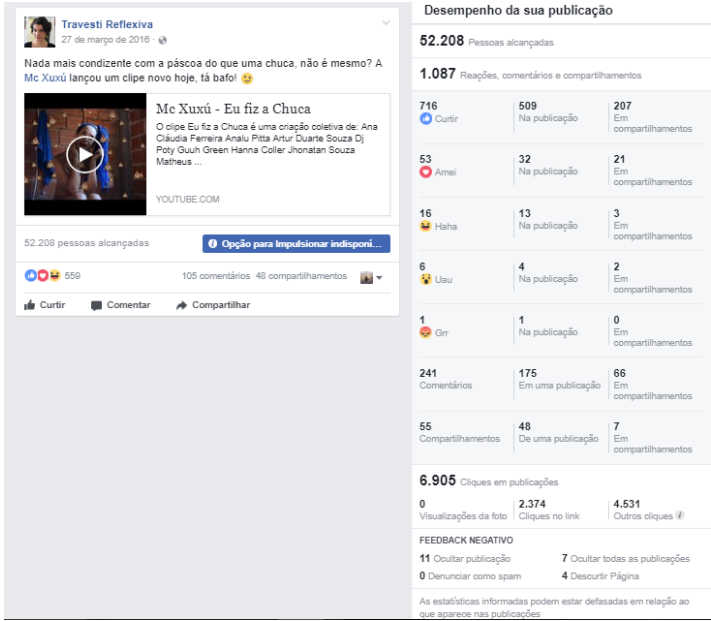 Travesti Reflexiva
27 de março de 2016 ·
Nada mais condizente com a páscoa do que uma chuca, não é mesmo? A
Mc Xuxú lançou um clipe novo hoje, tá bafo!
Mc Xuxú - Eu fiz a Chuca
O clipe Eu fiz a Chuca é uma criação coletiva de: Ana
Cláudia Ferreira Analu Pitta Artur Duarte Souza Dj
Poty Guuh Green Hanna Coller Jhonatan Souza
Matheus ...
YOUTUBE.COM
52.208 pessoas alcançadas
Opção para Impulsionar indisponí...
559 105 comentários 48 compartilhamentos
Curtir Comentar Compartilhar
Desempenho da sua publicação
52.208 Pessoas alcançadas
1.087 Reações, comentários e compartilhamentos
716 509 207
Curtir Na publicação Em
compartilhamentos
53 32 21
Amei Na publicação Em
compartilhamentos
16 13 3
Haha Na publicação Em
compartilhamentos
6 4 2
Uau Na publicação Em
compartilhamentos
1 1 0
Grr Na publicação Em
compartilhamentos
241 175 66
Comentários Em uma publicação Em
compartilhamentos
55 48 7
Compartilhamentos De uma publicação Em
compartilhamentos
6.905 Cliques em publicações
0 2.374 4.531
Visualizações da foto Cliques no link Outros cliques i
FEEDBACK NEGATIVO
11 Ocultar publicação 7 Ocultar todas as publicações
0 Denunciar como spam 4 Descurtir Página
As estatísticas informadas podem estar defasadas em relação ao
que aparece nas publicações